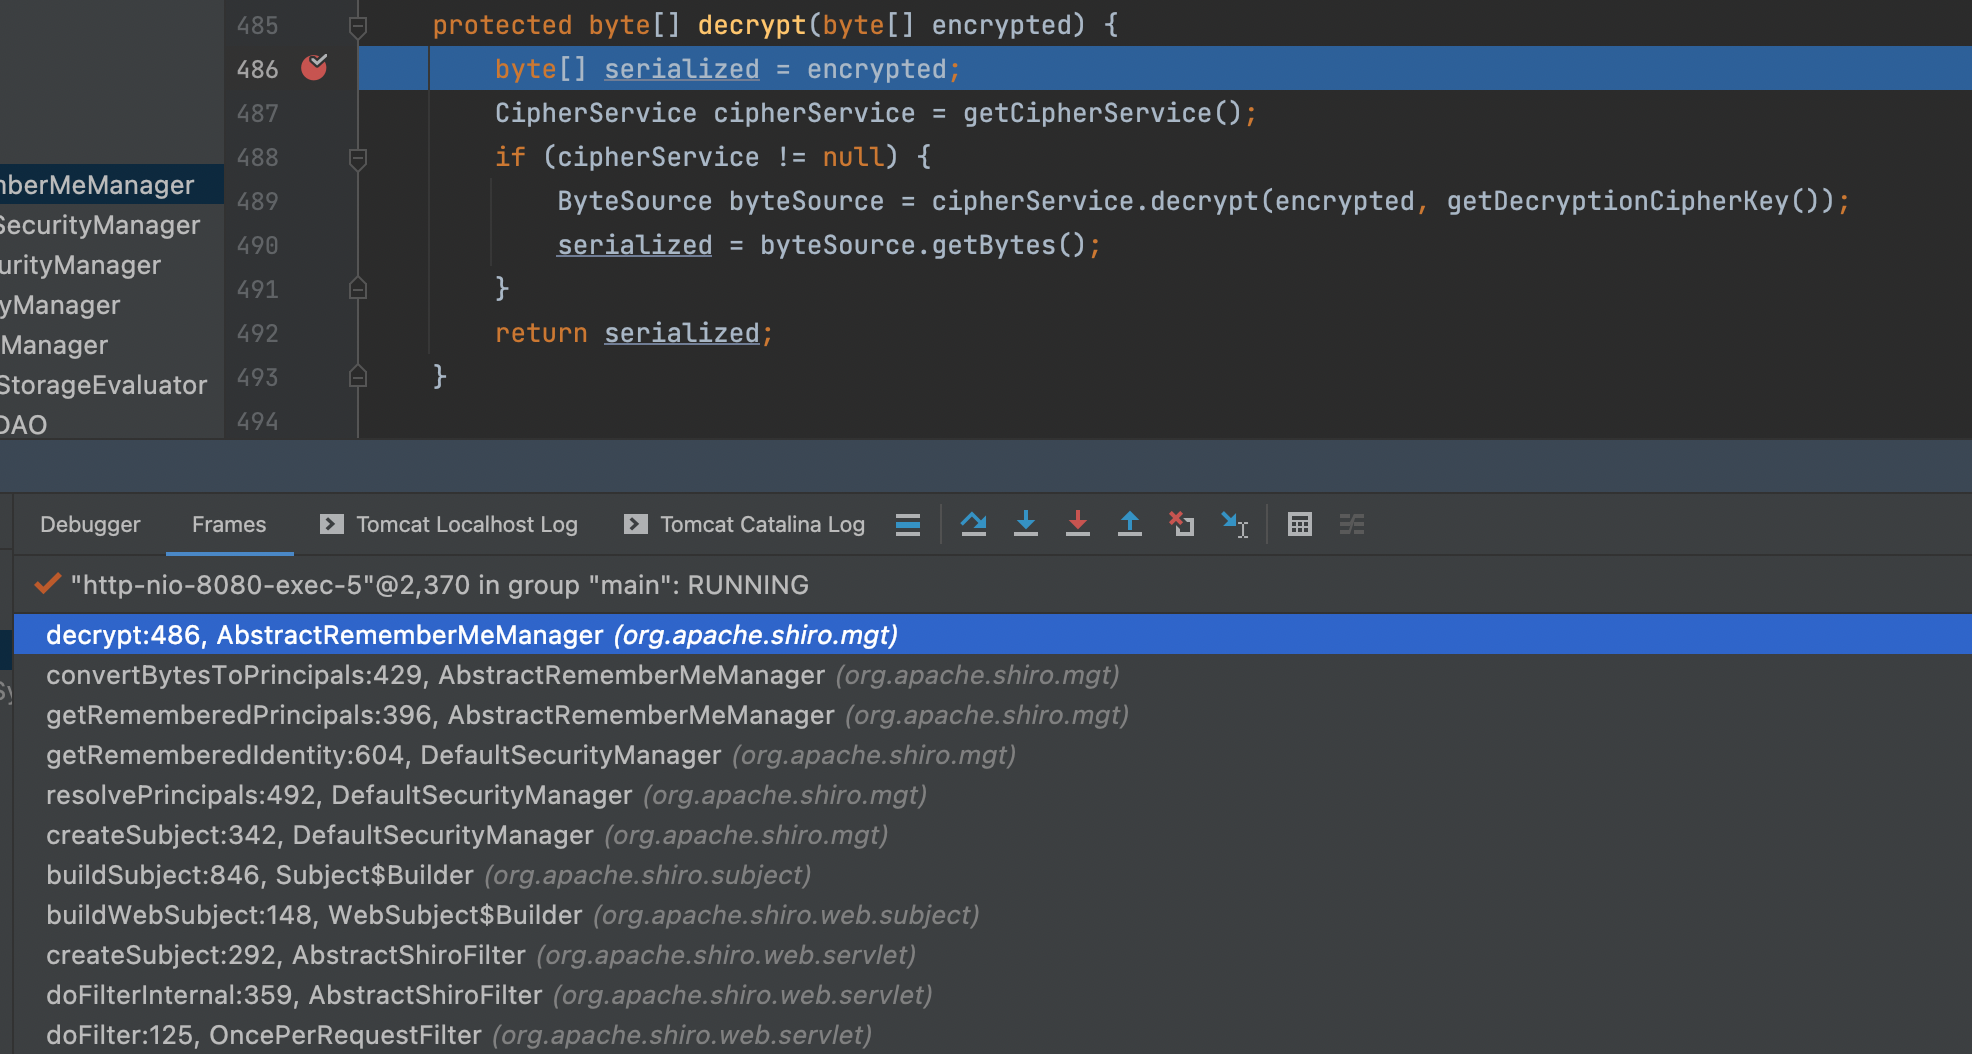 485 protected byte[] decrypt(byte[] encrypted) {
486 byte[] serialized = encrypted;
487 CipherService cipherService = getCipherService();
488 if (cipherService != null) {
489 ByteSource byteSource = cipherService.decrypt(encrypted, getDecryptionCipherKey());
490 serialized = byteSource.getBytes();
491 }
492 return serialized;
493 }
494
mberMeManager
SecurityManager
urityManager
yManager
Manager
StorageEvaluator
DAO
Debugger Frames Tomcat Localhost Log Tomcat Catalina Log
"http-nio-8080-exec-5"@2,370 in group "main": RUNNING
decrypt:486, AbstractRememberMeManager (org.apache.shiro.mgt)
convertBytesToPrincipals:429, AbstractRememberMeManager (org.apache.shiro.mgt)
getRememberedPrincipals:396, AbstractRememberMeManager (org.apache.shiro.mgt)
getRememberedIdentity:604, DefaultSecurityManager (org.apache.shiro.mgt)
resolvePrincipals:492, DefaultSecurityManager (org.apache.shiro.mgt)
createSubject:342, DefaultSecurityManager (org.apache.shiro.mgt)
buildSubject:846, Subject$Builder (org.apache.shiro.subject)
buildWebSubject:148, WebSubject$Builder (org.apache.shiro.web.subject)
createSubject:292, AbstractShiroFilter (org.apache.shiro.web.servlet)
doFilterInternal:359, AbstractShiroFilter (org.apache.shiro.web.servlet)
doFilter:125, OncePerRequestFilter (org.apache.shiro.web.servlet)